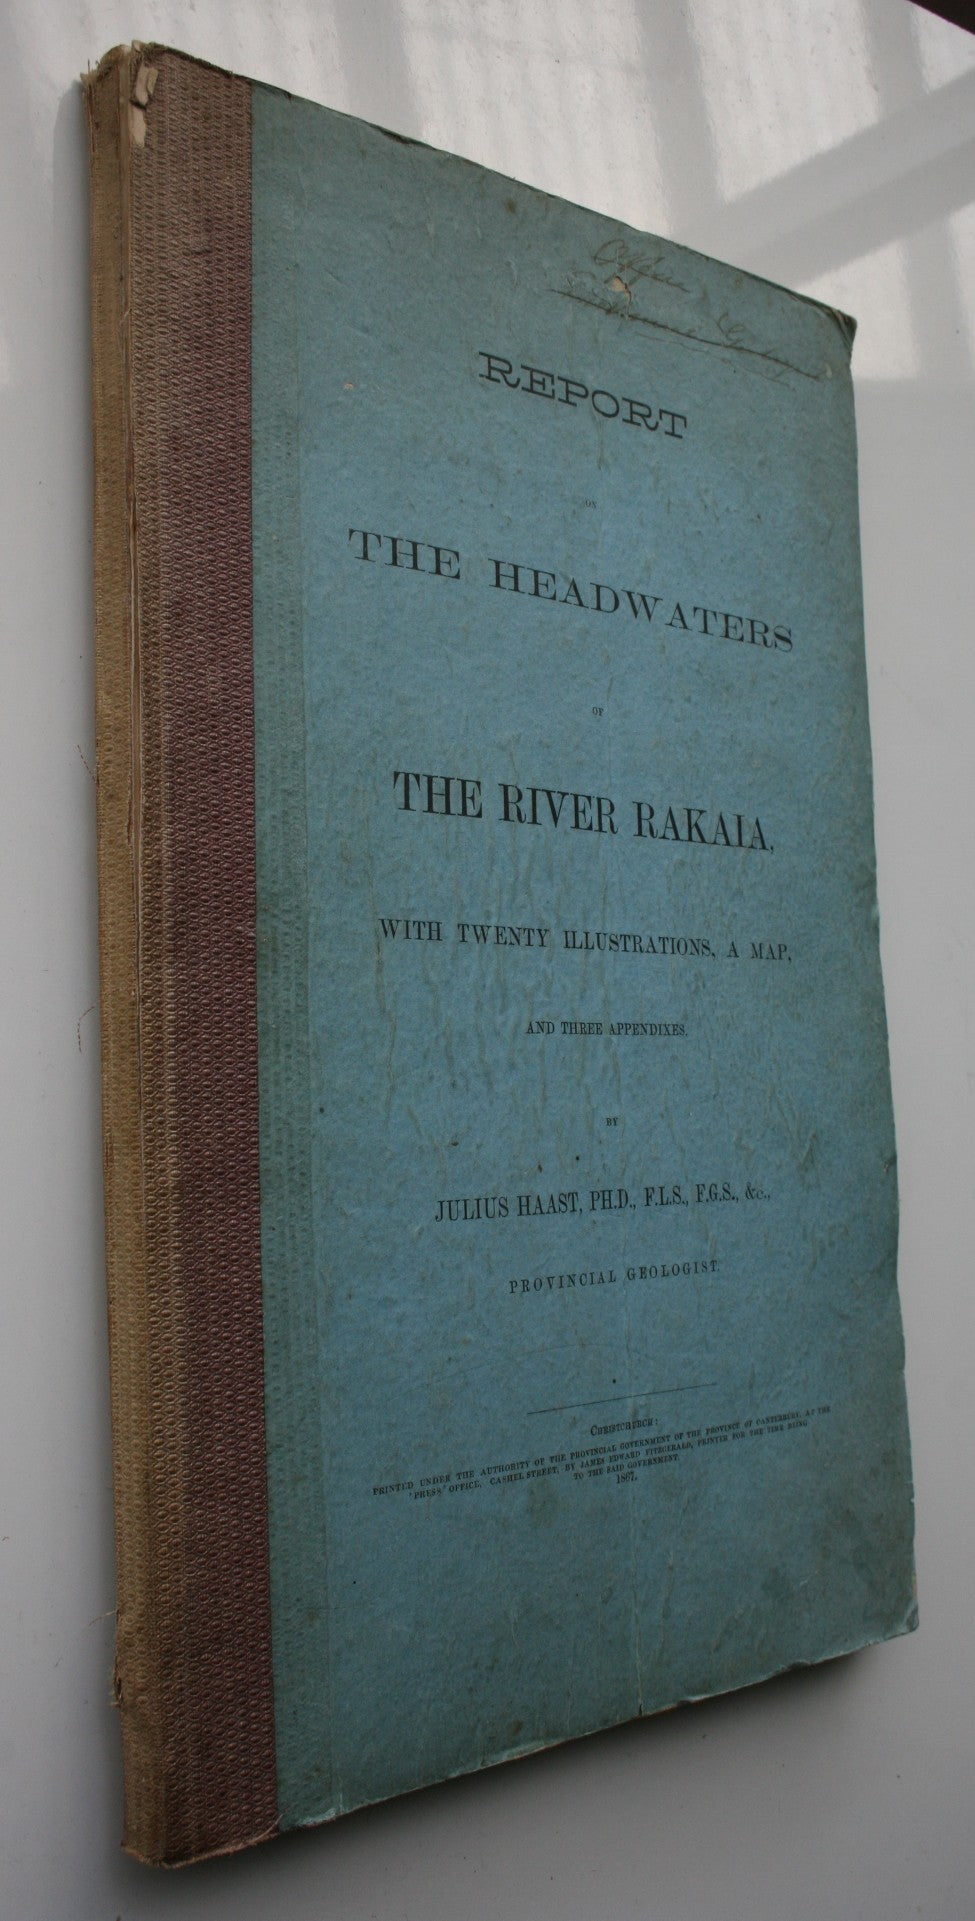 REPORT
ON
THE HEADWATERS
OF
THE RIVER RAKAIA,
WITH TWENTY ILLUSTRATIONS, A MAP,
AND THREE APPENDIXES.
BY
JULIUS HAAST, PH.D., F.L.S., F.G.S., &c.,
PROVINCIAL GEOLOGIST.
CHRISTCHURCH:
PRINTED UNDER THE AUTHORITY OF THE PROVINCIAL GOVERNMENT OF THE PROVINCE OF CANTERBURY, AT THE
'PRESS' OFFICE, CASHEL STREET, BY JAMES EDWARD FITZGERALD, PRINTER FOR THE TIME BEING
TO THE SAID GOVERNMENT.
1867.